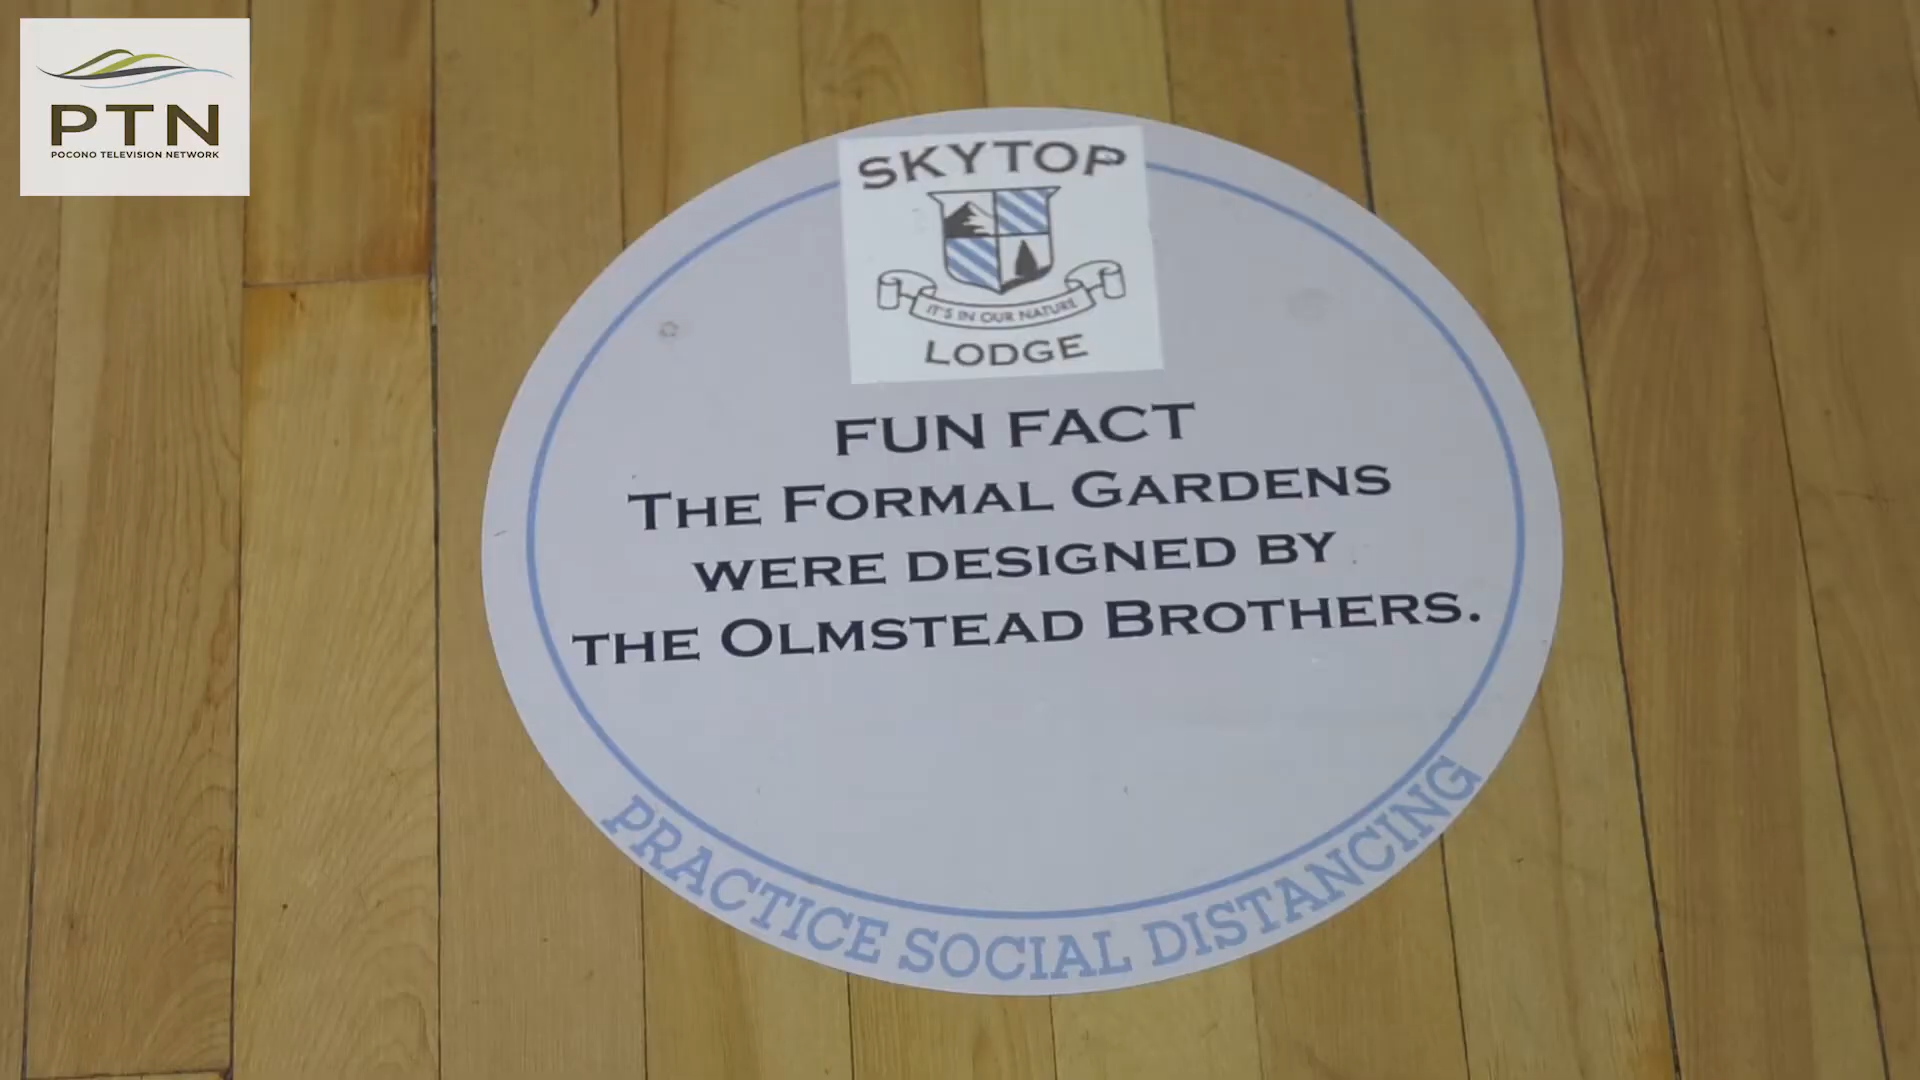 PTN
POCONO TELEVISION NETWORK
SKYTOP
IT'S IN OUR NATURE
LODGE
FUN FACT
THE FORMAL GARDENS
WERE DESIGNED BY
THE OLMSTEAD BROTHERS.
PRACTICE SOCIAL DISTANCING